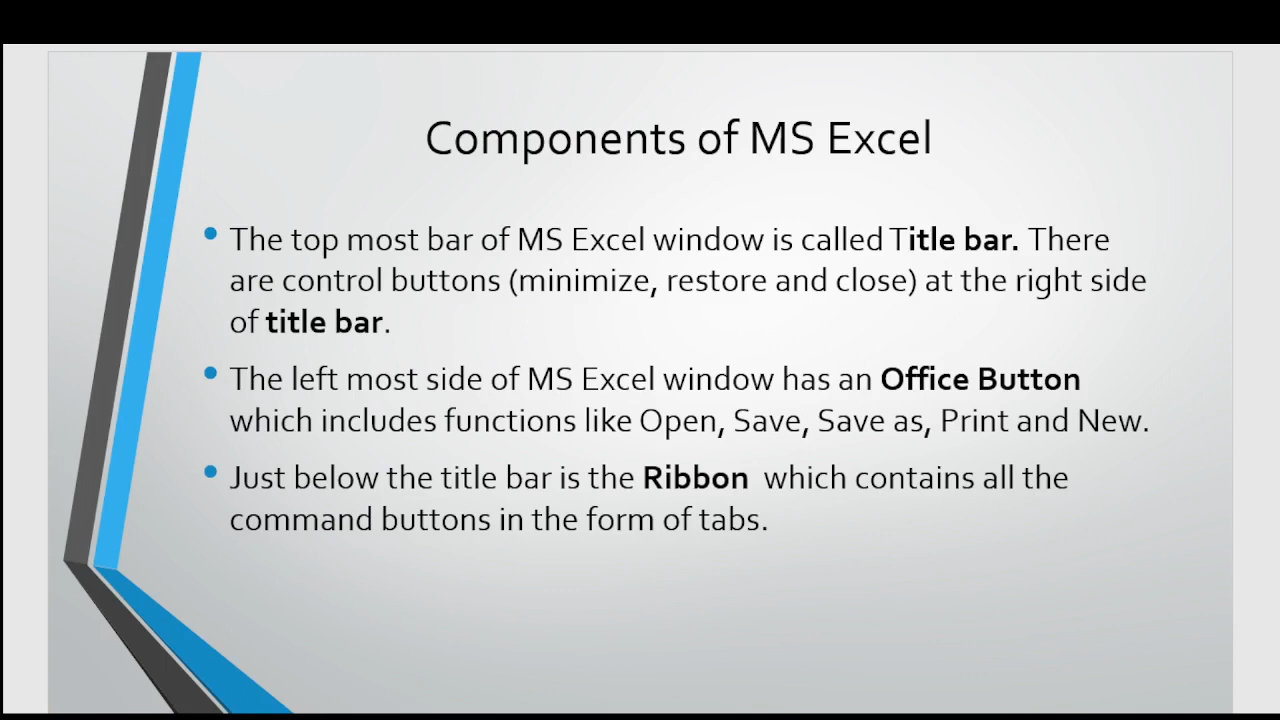 Components of MS Excel
• The top most bar of MS Excel window is called Title bar. There
are control buttons (minimize, restore and close) at the right side
of title bar.
• The left most side of MS Excel window has an Office Button
which includes functions like Open, Save, Save as, Print and New.
• Just below the title bar is the Ribbon which contains all the
command buttons in the form of tabs.